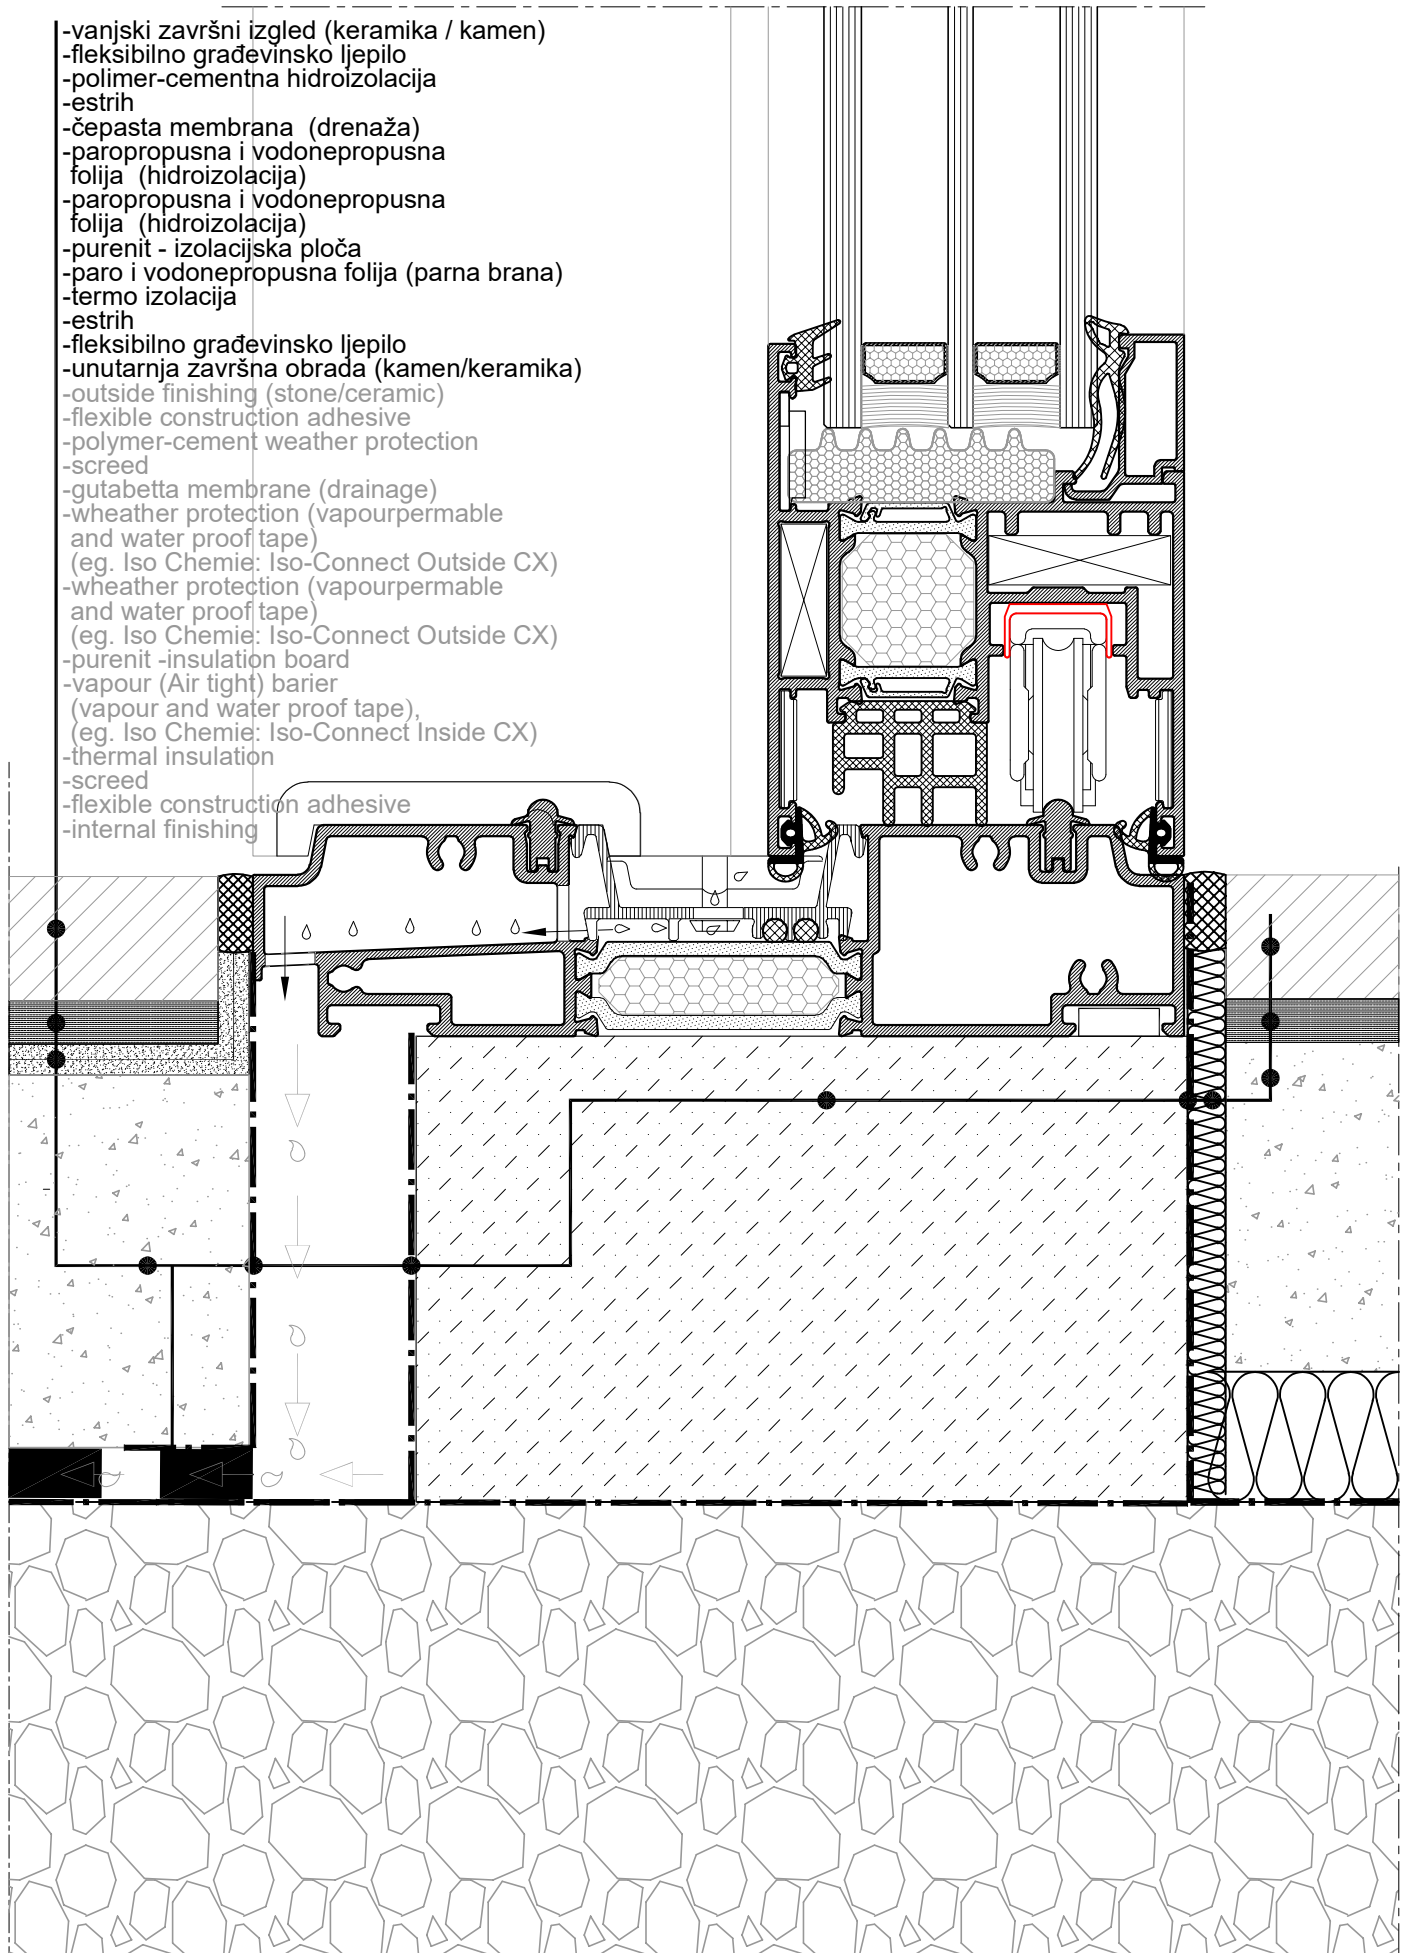 -vanjski završni izgled (keramika / kamen)
-fleksibilno građevinsko ljepilo
-polimer-cementna hidroizolacija
-estrih
-čepasta membrana  (drenaža)
-paropropusna i vodonepropusna
folija  (hidroizolacija)
-paropropusna i vodonepropusna
folija  (hidroizolacija)
-purenit - izolacijska ploča
-paro i vodonepropusna folija (parna brana)
-termo izolacija
-estrih
-fleksibilno građevinsko ljepilo
-unutarnja završna obrada (kamen/keramika)
-outside finishing (stone/ceramic)
-flexible construction adhesive
-polymer-cement weather protection
-screed
-gutabetta membrane (drainage)
-wheather protection (vapourpermable
and water proof tape)
(eg. Iso Chemie: Iso-Connect Outside CX)
-wheather protection (vapourpermable
and water proof tape)
(eg. Iso Chemie: Iso-Connect Outside CX)
-purenit -insulation board
-vapour (Air tight) barier
(vapour and water proof tape),
(eg. Iso Chemie: Iso-Connect Inside CX)
-thermal insulation
-screed
-flexible construction adhesive
-internal finishing